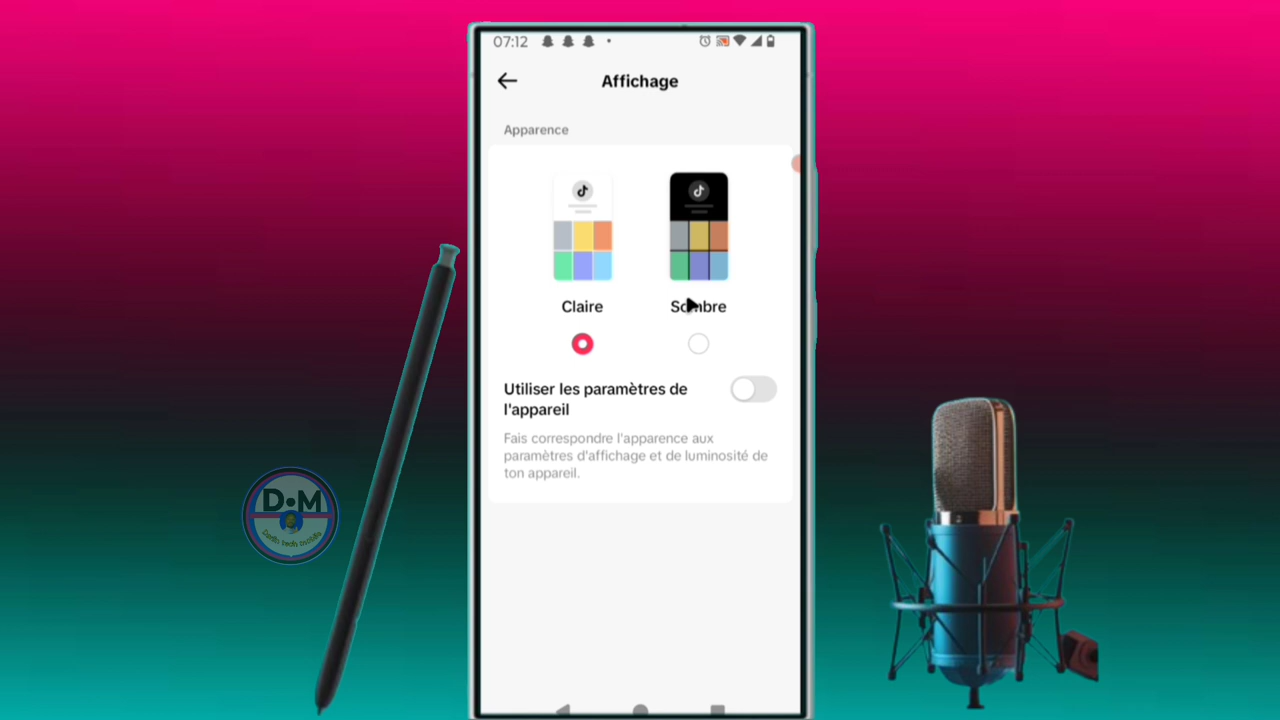 07:12
Affichage
Apparence
Claire
Sombre
Utiliser les paramètres de
l'appareil
Fais correspondre l'apparence aux
paramètres d'affichage et de luminosité de
ton appareil.
D•M